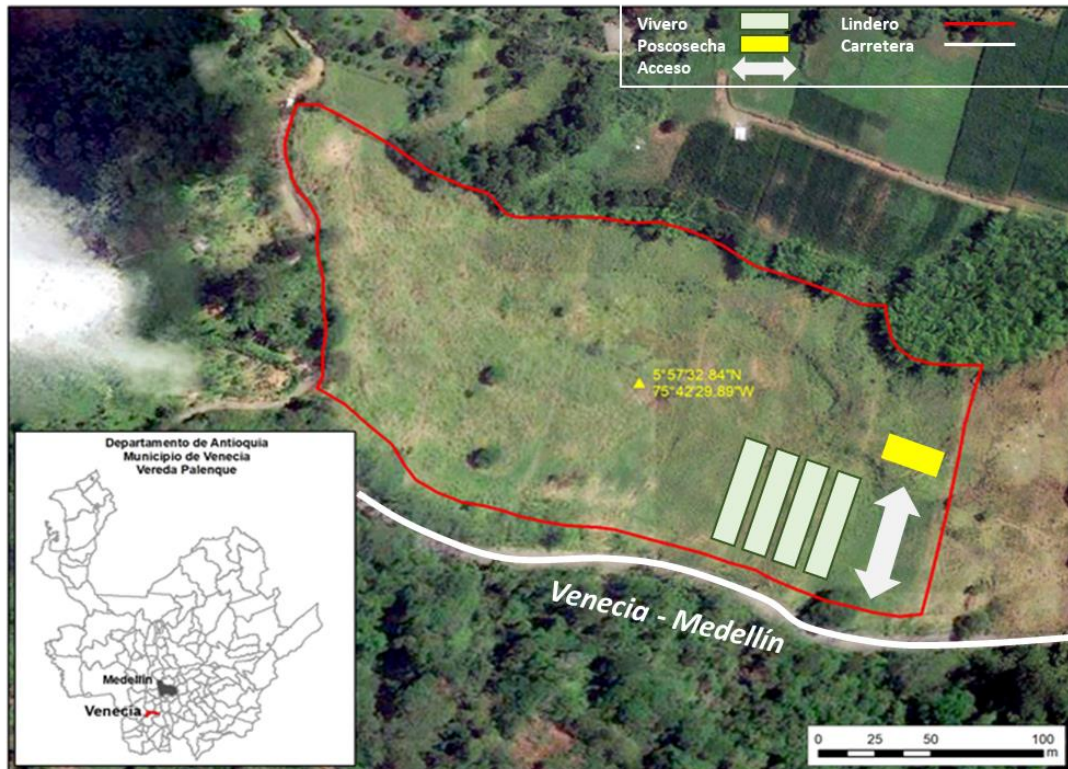 Vivero
Poscosecha
Acceso
Lindero
Carretera
5°57'32.84"N
75°42'29.89"W
Venecia - Medellín
Departamento de Antioquia
Municipio de Venecia
Vereda Palenque
Medellín
Venecia
0 25 50 100
m